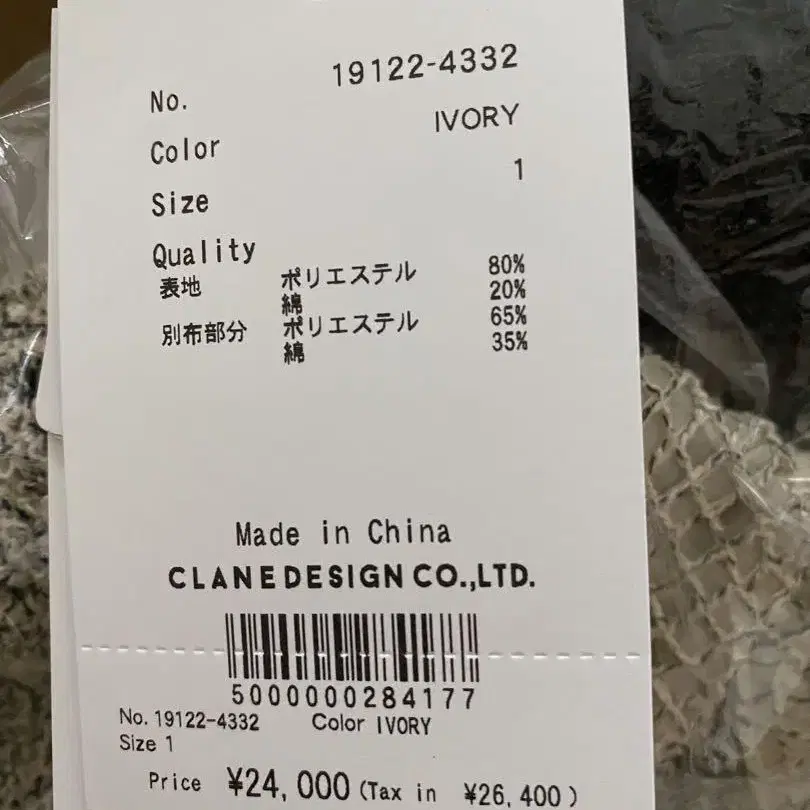 No. 19122-4332
Color IVORY
Size 1
Quality
表地 ポリエステル 80%
綿 20%
別布部分 ポリエステル 65%
綿 35%
Made in China
CLANEDESIGN CO.,LTD.
5000000284177
No. 19122-4332 Color IVORY
Size 1
Price ¥24,000 (Tax in ¥26,400)